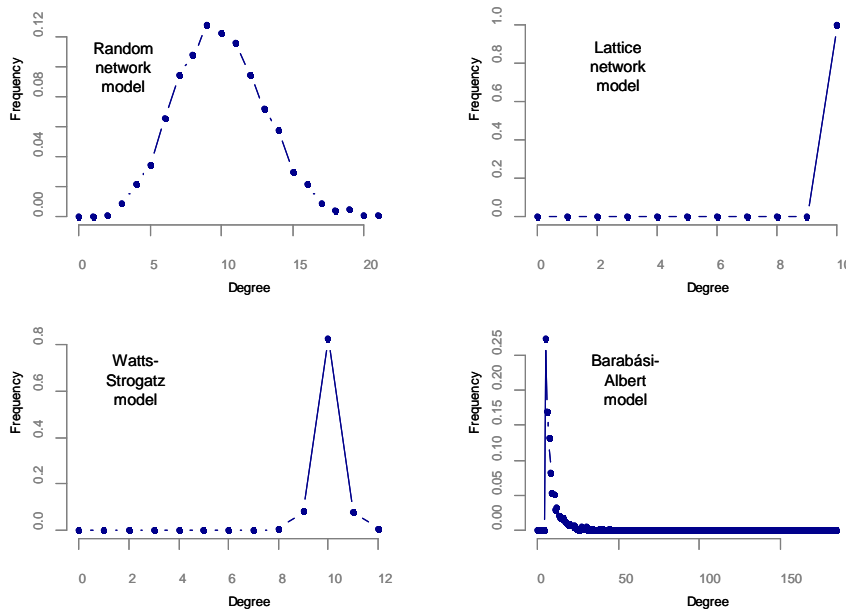 Random
network
model
Frequency
0.00 0.04 0.08 0.12
0 5 10 15 20
Degree
Lattice
network
model
Frequency
0.0 0.2 0.4 0.6 0.8 1.0
0 2 4 6 8 10
Degree
Watts-
Strogatz
model
Frequency
0.0 0.2 0.4 0.6 0.8
0 2 4 6 8 10 12
Degree
Barabási-
Albert
model
Frequency
0.00 0.05 0.10 0.15 0.20 0.25
0 50 100 150
Degree